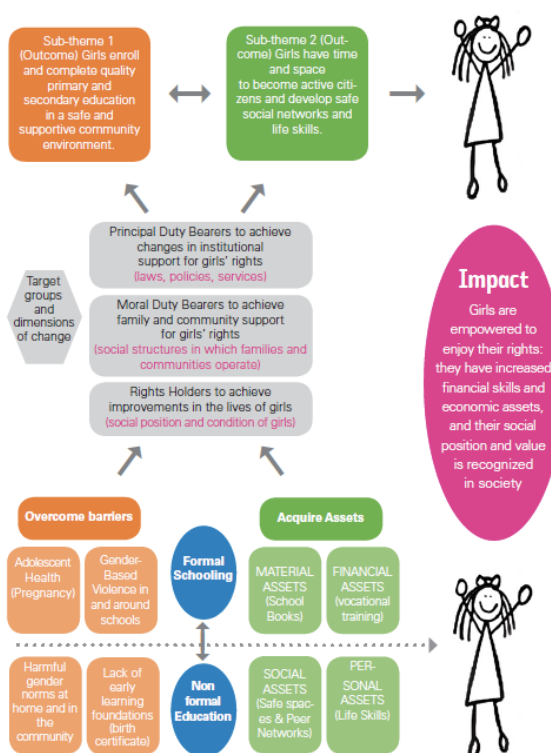 Sub-theme 1
(Outcome) Girls enroll
and complete quality
primary and
secondary education
in a safe and
supportive community
environment.
Sub-theme 2 (Out-
come) Girls have time
and space
to become active citi-
zens and develop safe
social networks and
life skills.
Principal Duty Bearers to achieve
changes in institutional
support for girls' rights
(laws, policies, services)
Target
groups
and
dimensions
of change
Moral Duty Bearers to achieve
family and community support
for girls' rights
(social structures in which families and
communities operate)
Rights Holders to achieve
improvements in the lives of girls
(social position and condition of girls)
Impact
Girls are
empowered to
enjoy their rights:
they have increased
financial skills and
economic assets,
and their social
position and value
is recognized
in society
Overcome barriers
Acquire Assets
Adolescent
Health
(Pregnancy)
Gender-
Based
Violence in
and around
schools
Formal
Schooling
MATERIAL
ASSETS
(School
Books)
FINANCIAL
ASSETS
(vocational
training)
Harmful
gender
norms at
home and in
the
community
Lack of
early
learning
foundations
(birth
certificate)
Non
formal
Education
SOCIAL
ASSETS
(Safe spac-
es & Peer
Networks)
PER-
SONAL
ASSETS
(Life Skills)